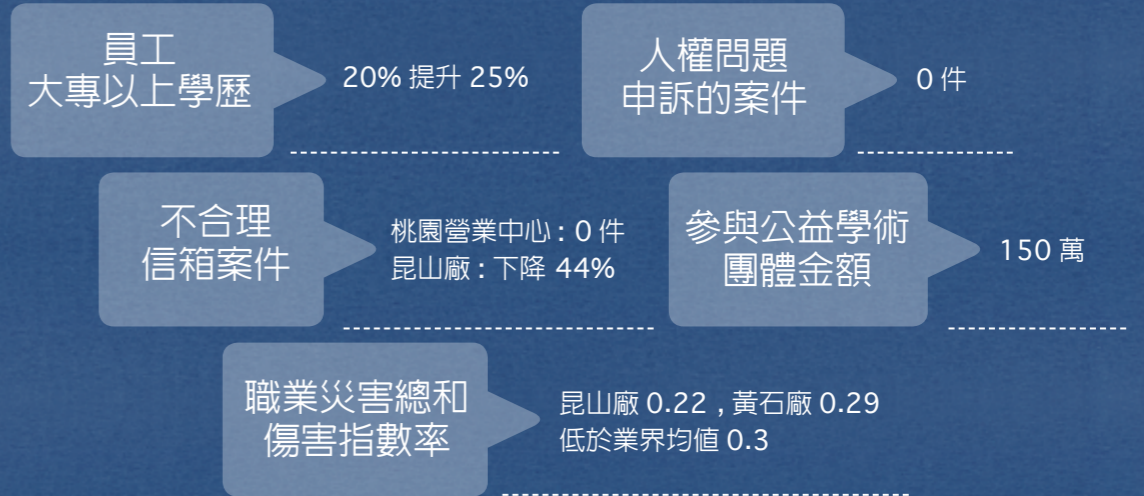 員工
大專以上學歷
20% 提升 25%
人權問題
申訴的案件
0 件
不合理
信箱案件
桃園營業中心 : 0 件
昆山廠 : 下降 44%
參與公益學術
團體金額
150 萬
職業災害總和
傷害指數率
昆山廠 0.22 , 黃石廠 0.29
低於業界均值 0.3